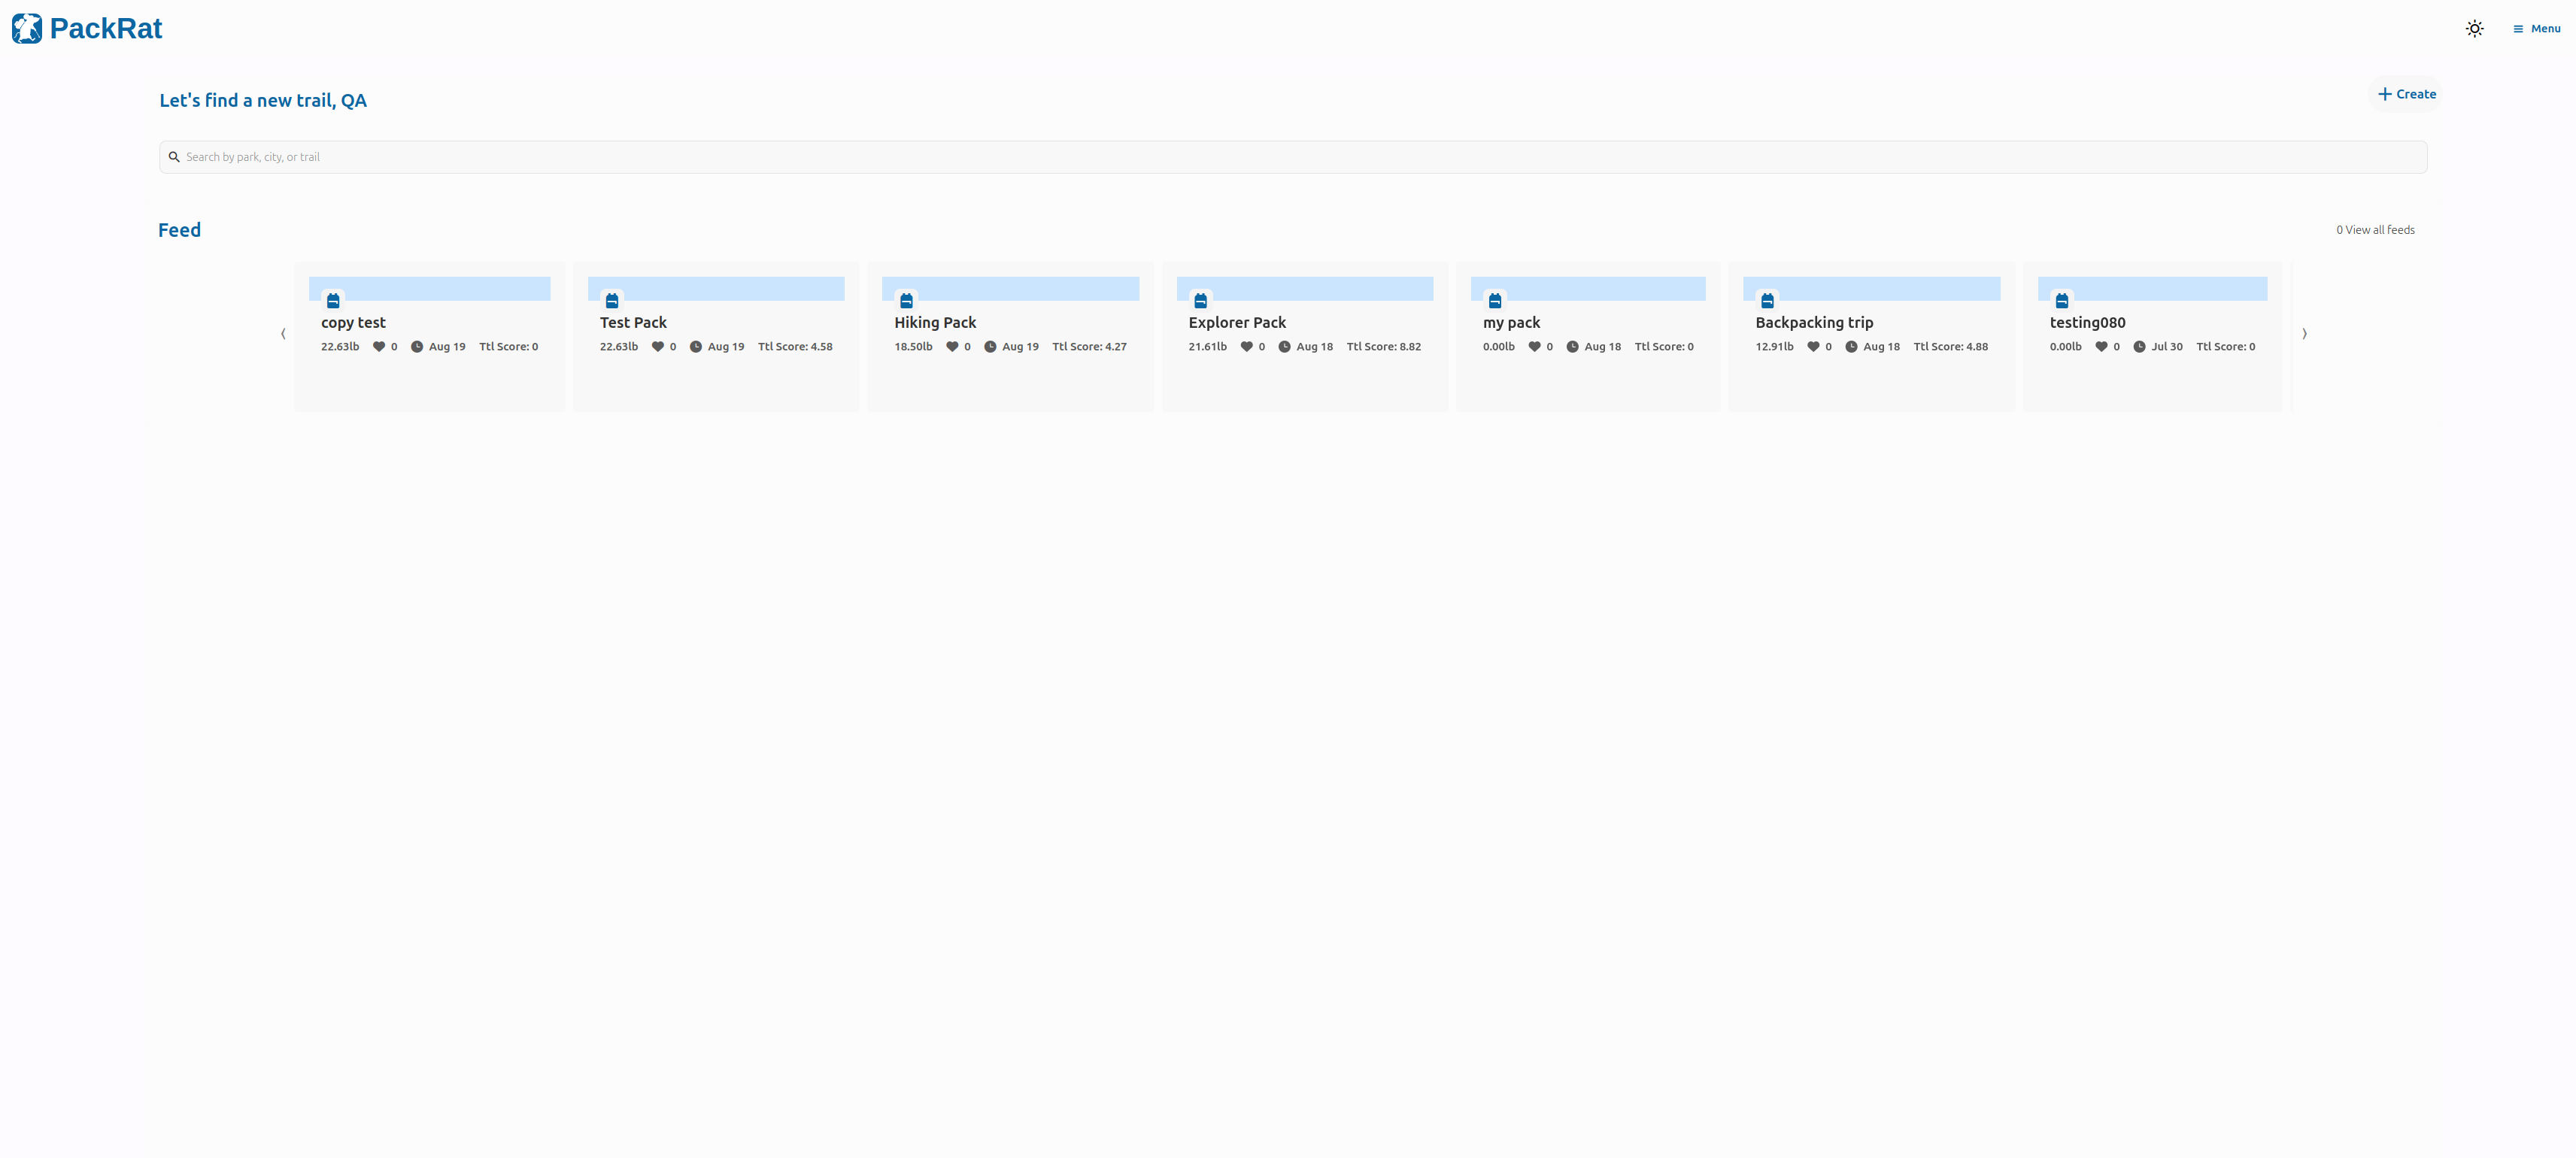 PackRat
Menu
Let's find a new trail, QA
Create
Search by park, city, or trail
Feed
0 View all feeds
copy test
22.63lb 0 Aug 19 Ttl Score: 0
Test Pack
22.63lb 0 Aug 19 Ttl Score: 4.58
Hiking Pack
18.50lb 0 Aug 19 Ttl Score: 4.27
Explorer Pack
21.61lb 0 Aug 18 Ttl Score: 8.82
my pack
0.00lb 0 Aug 18 Ttl Score: 0
Backpacking trip
12.91lb 0 Aug 18 Ttl Score: 4.88
testing080
0.00lb 0 Jul 30 Ttl Score: 0